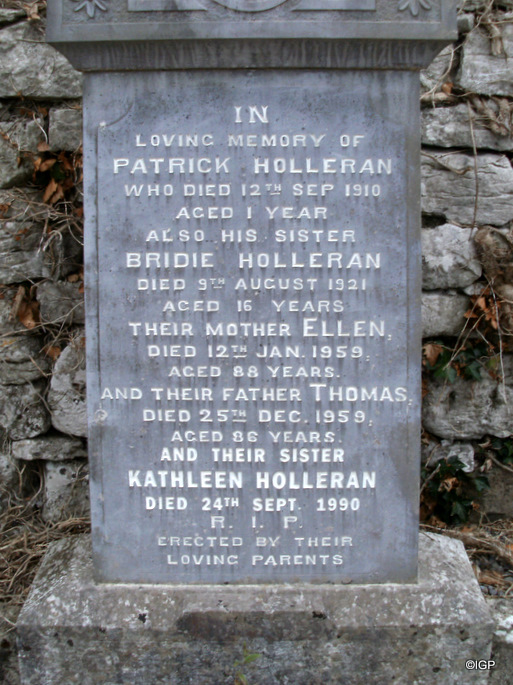 IN
LOVING MEMORY OF
PATRICK HOLLERAN
WHO DIED 12TH SEP 1910
AGED 1 YEAR
ALSO HIS SISTER
BRIDIE HOLLERAN
DIED 9TH AUGUST 1921
AGED 16 YEARS
THEIR MOTHER ELLEN,
DIED 12TH JAN. 1959,
AGED 88 YEARS.
AND THEIR FATHER THOMAS,
DIED 25TH DEC. 1959,
AGED 86 YEARS.
AND THEIR SISTER
KATHLEEN HOLLERAN
DIED 24TH SEPT. 1990
R. I. P.
ERECTED BY THEIR
LOVING PARENTS
©IGP